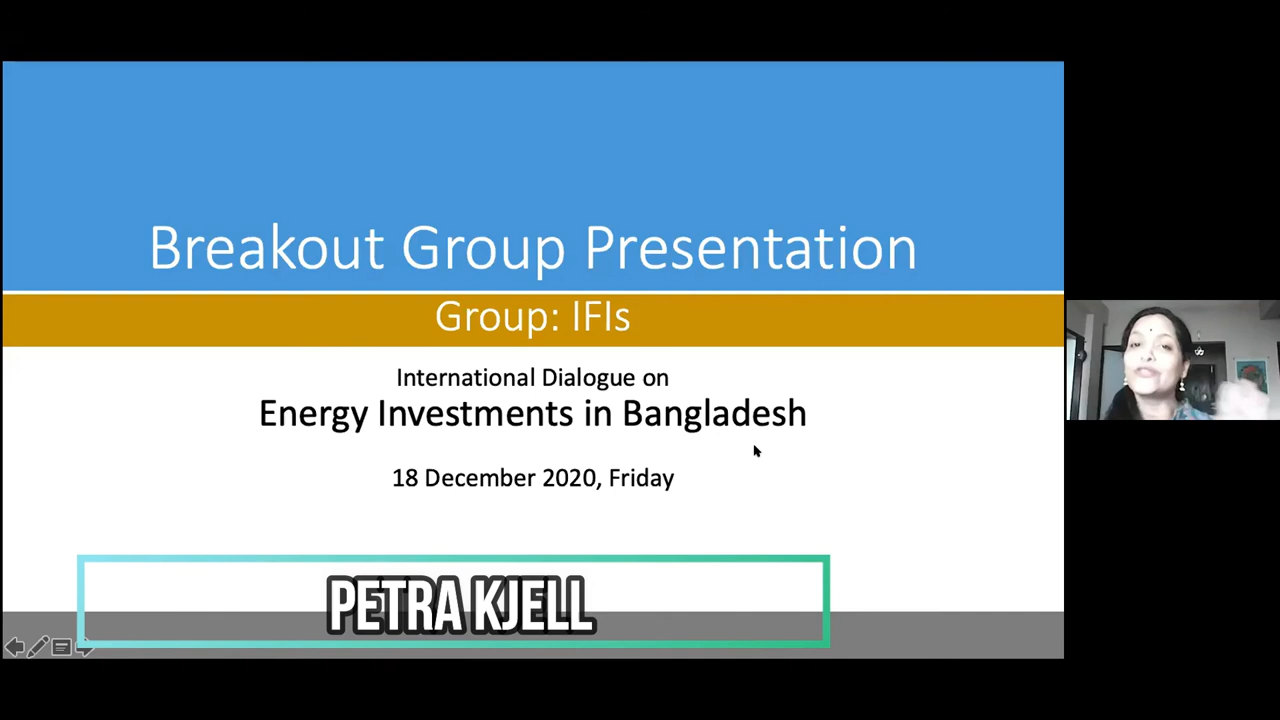 Breakout Group Presentation
Group: IFIs
International Dialogue on
Energy Investments in Bangladesh
18 December 2020, Friday
PETRA KJELL